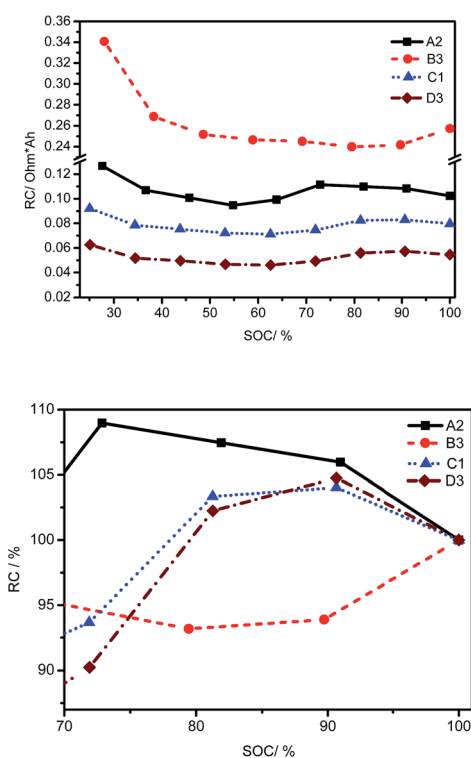 0.36
0.34
0.32
0.30
0.28
0.26
0.24
0.12
0.10
0.08
0.06
0.04
0.02
RC/ Ohm*Ah
A2
B3
C1
D3
30 40 50 60 70 80 90 100
SOC/ %
110
105
100
95
90
RC / %
A2
B3
C1
D3
70 80 90 100
SOC/ %